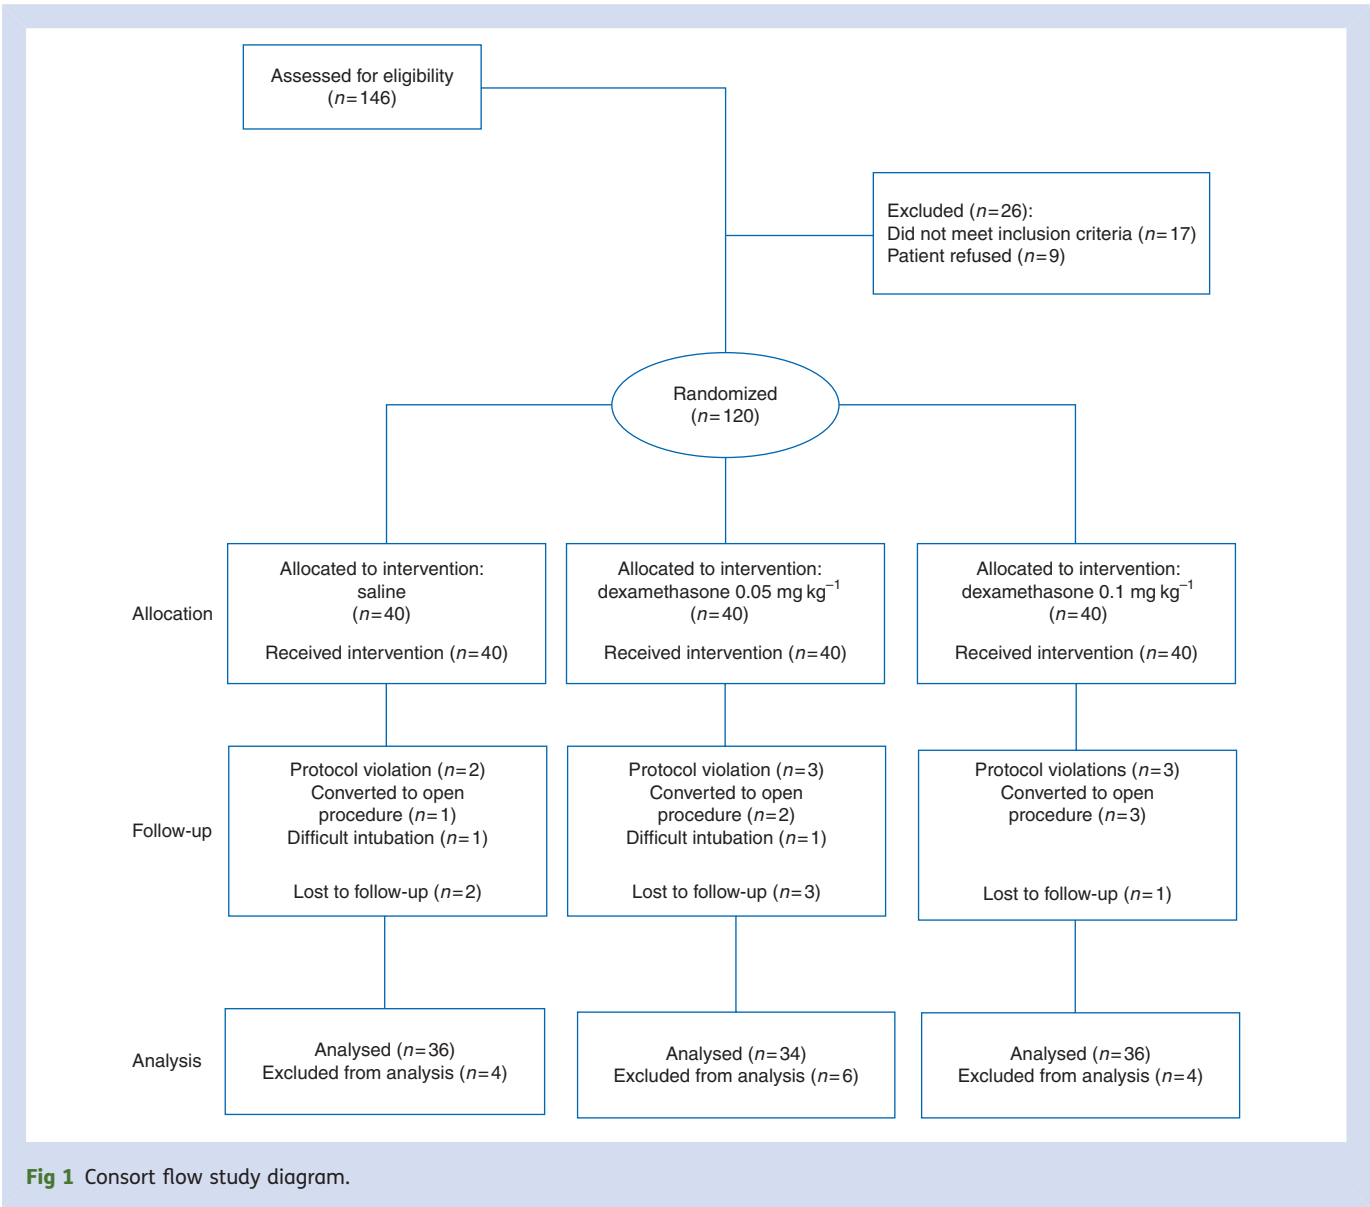 Assessed for eligibility
(n=146)
Excluded (n=26):
Did not meet inclusion criteria (n=17)
Patient refused (n=9)
Randomized
(n=120)
Allocation
Allocated to intervention:
saline
(n=40)
Received intervention (n=40)
Allocated to intervention:
dexamethasone 0.05 mg kg⁻¹
(n=40)
Received intervention (n=40)
Allocated to intervention:
dexamethasone 0.1 mg kg⁻¹
(n=40)
Received intervention (n=40)
Follow-up
Protocol violation (n=2)
Converted to open
procedure (n=1)
Difficult intubation (n=1)
Lost to follow-up (n=2)
Protocol violation (n=3)
Converted to open
procedure (n=2)
Difficult intubation (n=1)
Lost to follow-up (n=3)
Protocol violations (n=3)
Converted to open
procedure (n=3)
Lost to follow-up (n=1)
Analysis
Analysed (n=36)
Excluded from analysis (n=4)
Analysed (n=34)
Excluded from analysis (n=6)
Analysed (n=36)
Excluded from analysis (n=4)
Fig 1 Consort flow study diagram.